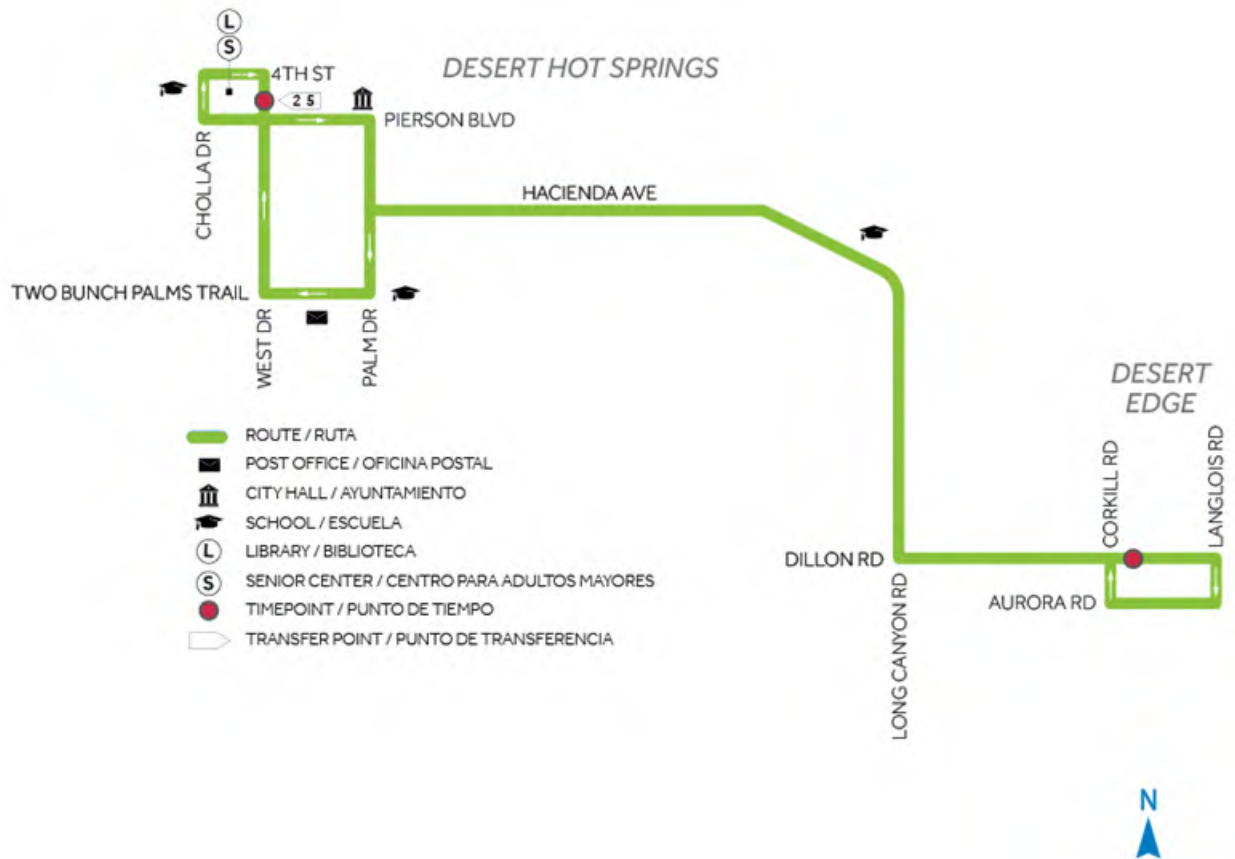 L
S
4TH ST
DESERT HOT SPRINGS
2 5
PIERSON BLVD
CHOLLA DR
HACIENDA AVE
TWO BUNCH PALMS TRAIL
WEST DR
PALM DR
DESERT
EDGE
ROUTE / RUTA
POST OFFICE / OFICINA POSTAL
CITY HALL / AYUNTAMIENTO
SCHOOL / ESCUELA
L
LIBRARY / BIBLIOTECA
S
SENIOR CENTER / CENTRO PARA ADULTOS MAYORES
TIMEPOINT / PUNTO DE TIEMPO
TRANSFER POINT / PUNTO DE TRANSFERENCIA
CORKILL RD
LANGLOIS RD
DILLON RD
AURORA RD
LONG CANYON RD
N